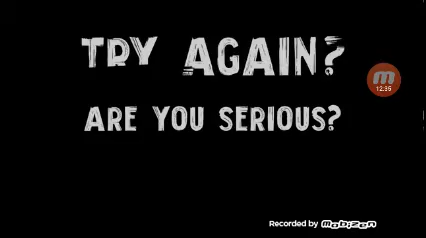 TRY AGAIN?
ARE YOU SERIOUS?
12:35
Recorded by Mobizen